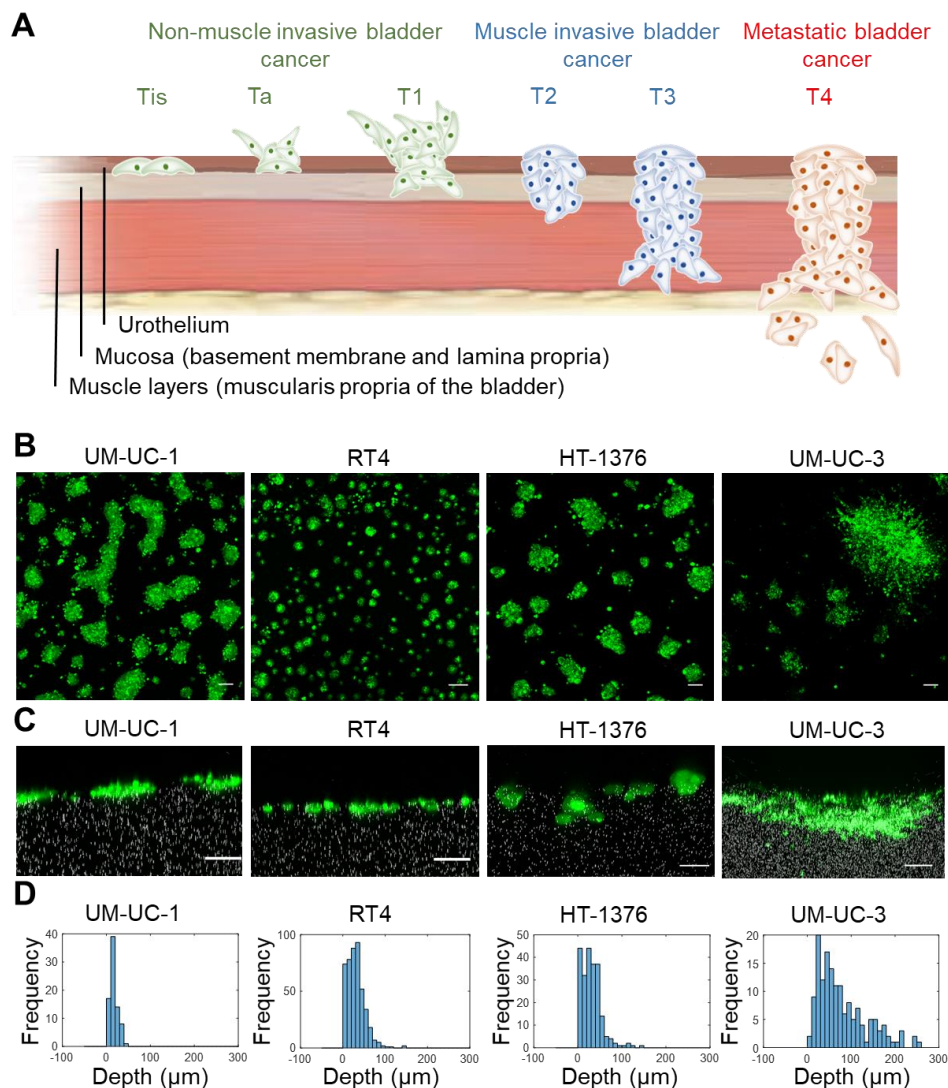 A
Non-muscle invasive bladder cancer
Muscle invasive bladder cancer
Metastatic bladder cancer
Tis Ta T1 T2 T3 T4
Urothelium
Mucosa (basement membrane and lamina propria)
Muscle layers (muscularis propria of the bladder)
B
UM-UC-1 RT4 HT-1376 UM-UC-3
C
UM-UC-1 RT4 HT-1376 UM-UC-3
D
UM-UC-1
Frequency
40
30
20
10
0
-100 0 100 200 300
Depth (µm)
RT4
Frequency
100
50
0
-100 0 100 200 300
Depth (µm)
HT-1376
Frequency
50
40
30
20
10
0
-100 0 100 200 300
Depth (µm)
UM-UC-3
Frequency
20
15
10
5
0
-100 0 100 200 300
Depth (µm)